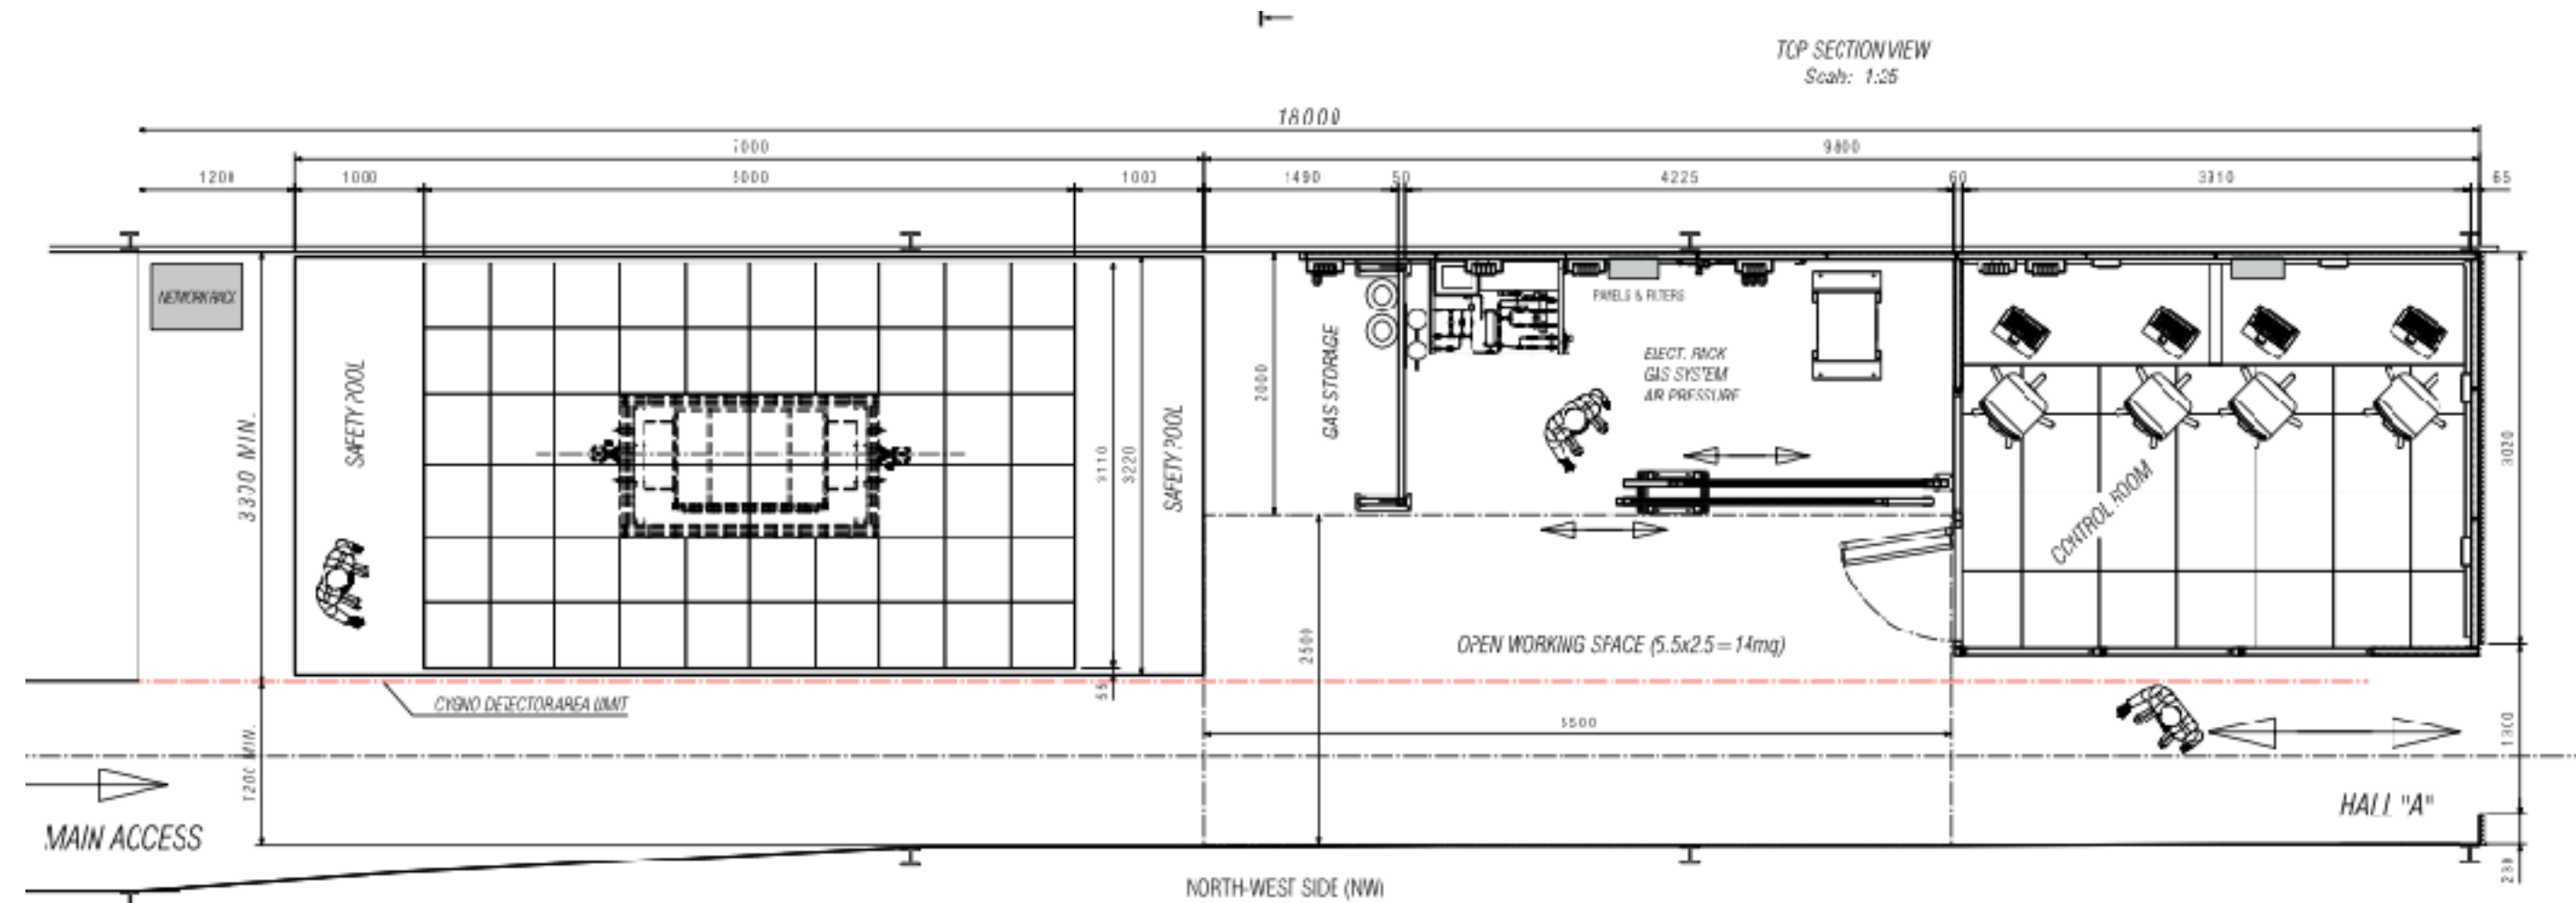 TOP SECTION VIEW
Scale: 1:25
18000
7000
9800
1200
1000
5000
1000
1490
50
4225
60
3910
65
NETWORK RACK
SAFETY POOL
3300 MIN.
3110
3220
SAFETY POOL
55
CYGNO DETECTOR AREA LIMIT
1200 MIN.
2000
GAS STORAGE
PANELS & FILTERS
ELECT. RACK
GAS SYSTEM
AIR PRESSURE
CONTROL ROOM
3020
2500
OPEN WORKING SPACE (5.5x2.5=14mq)
5500
1300
HALL "A"
MAIN ACCESS
NORTH-WEST SIDE (NW)